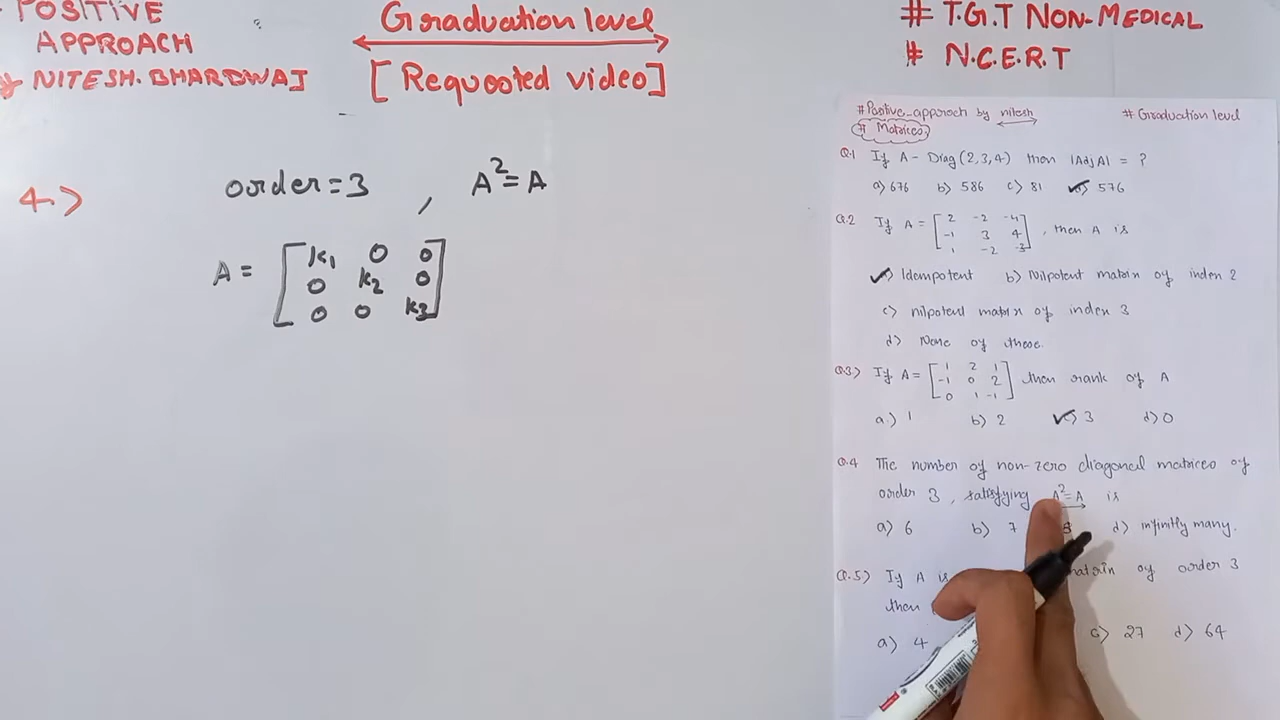 POSITIVE
APPROACH
NITESH. BHARDWAJ
Graduation level
[Requested video]
# T.G.T NON-MEDICAL
# N.C.E.R.T
4.>
order = 3 , A² = A
A = [ k₁ 0 0
0 k₂ 0
0 0 k₃ ]
#Positive_approach by nitesh # Graduation level
# Matrices
Q.1 If A - Diag (2,3,4) then |AdjA| = ?
a) 676 b) 586 c) 81 d) 576
Q.2 If A = [ 2 -2 -4
-1 3 4
1 -2 -3 ] , then A is
Idempotent b) Nilpotent matrix of index 2
c) nilpotent matrix of index 3
d) None of these.
Q.3) If A = [ 1 2 1
-1 0 2
0 1 -1 ] then rank of A
a.) 1 b) 2 c) 3 d) 0
Q.4 The number of non-zero diagonal matrices of
order 3, satisfying A² = A is
a) 6 b) 7 8 d) infinitly many.
Q.5) If A is matrix of order 3
then
a) 4 c) 27 d) 64